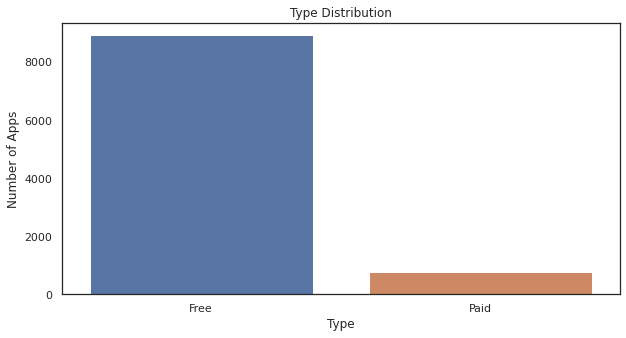 Type Distribution
Number of Apps
8000
6000
4000
2000
0
Free
Paid
Type